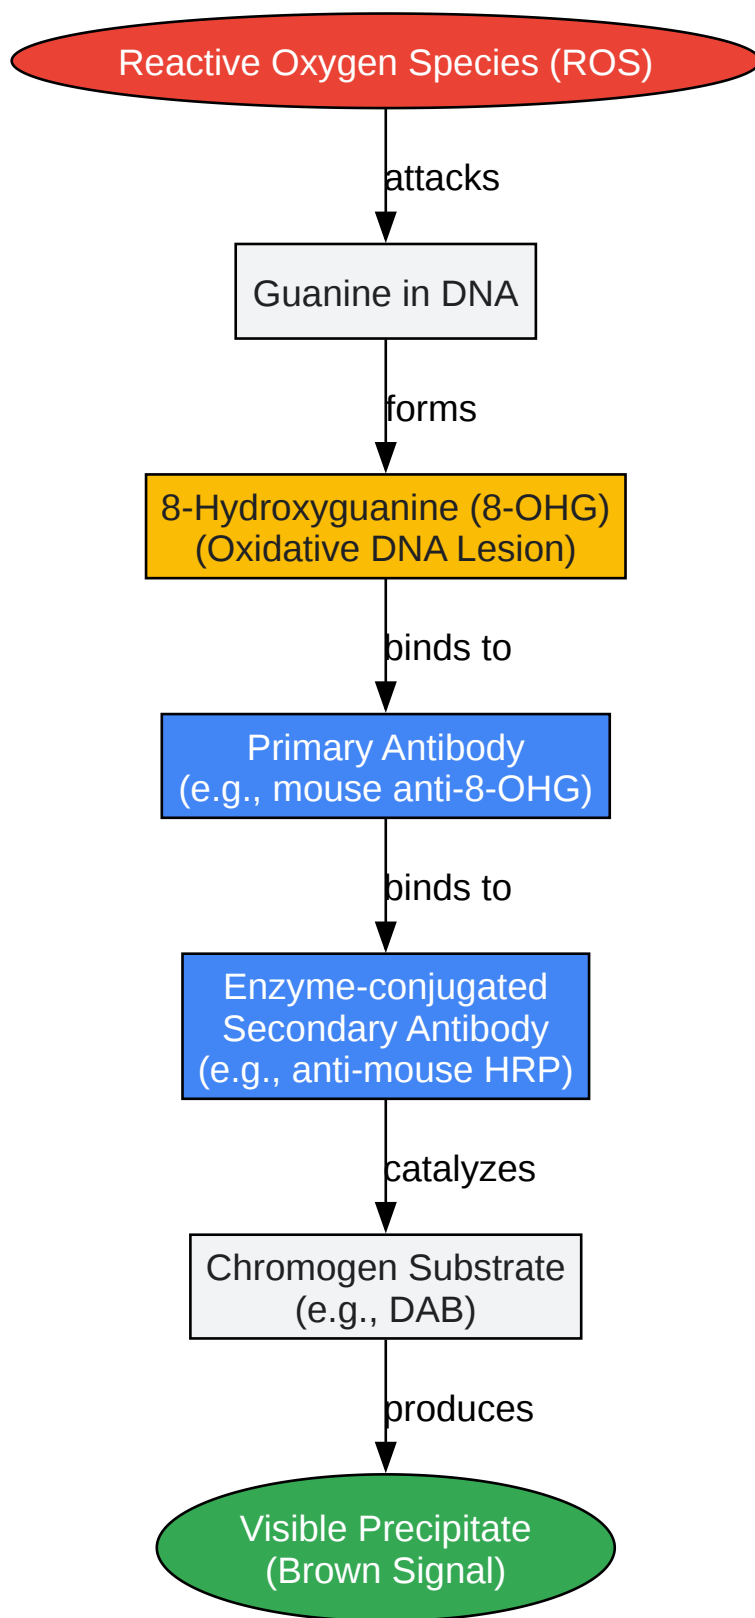 Reactive Oxygen Species (ROS)
attacks
Guanine in DNA
forms
8-Hydroxyguanine (8-OHG)
(Oxidative DNA Lesion)
binds to
Primary Antibody
(e.g., mouse anti-8-OHG)
binds to
Enzyme-conjugated
Secondary Antibody
(e.g., anti-mouse HRP)
catalyzes
Chromogen Substrate
(e.g., DAB)
produces
Visible Precipitate
(Brown Signal)